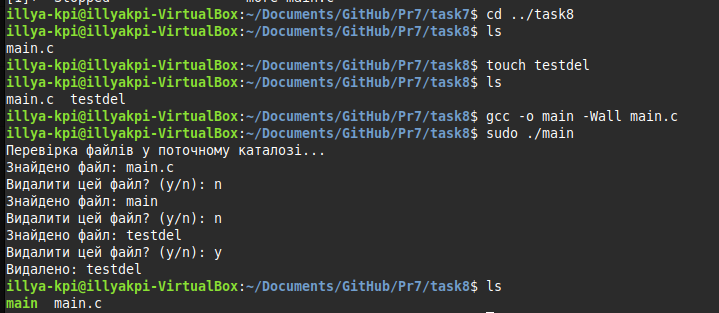 [1]+  Stopped                 more main.c
illya-kpi@illyakpi-VirtualBox:~/Documents/GitHub/Pr7/task7$ cd ../task8
illya-kpi@illyakpi-VirtualBox:~/Documents/GitHub/Pr7/task8$ ls
main.c
illya-kpi@illyakpi-VirtualBox:~/Documents/GitHub/Pr7/task8$ touch testdel
illya-kpi@illyakpi-VirtualBox:~/Documents/GitHub/Pr7/task8$ ls
main.c  testdel
illya-kpi@illyakpi-VirtualBox:~/Documents/GitHub/Pr7/task8$ gcc -o main -Wall main.c
illya-kpi@illyakpi-VirtualBox:~/Documents/GitHub/Pr7/task8$ sudo ./main
Перевірка файлів у поточному каталозі...
Знайдено файл: main.c
Видалити цей файл? (y/n): n
Знайдено файл: main
Видалити цей файл? (y/n): n
Знайдено файл: testdel
Видалити цей файл? (y/n): y
Видалено: testdel
illya-kpi@illyakpi-VirtualBox:~/Documents/GitHub/Pr7/task8$ ls
main  main.c